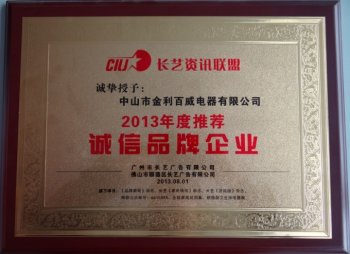 CIU 长艺资讯联盟
诚挚授予:
中山市金利百威电器有限公司
2013年度推荐
诚信品牌企业
广州市长艺广告有限公司
佛山市顺德区长艺广告有限公司
2013.08.01